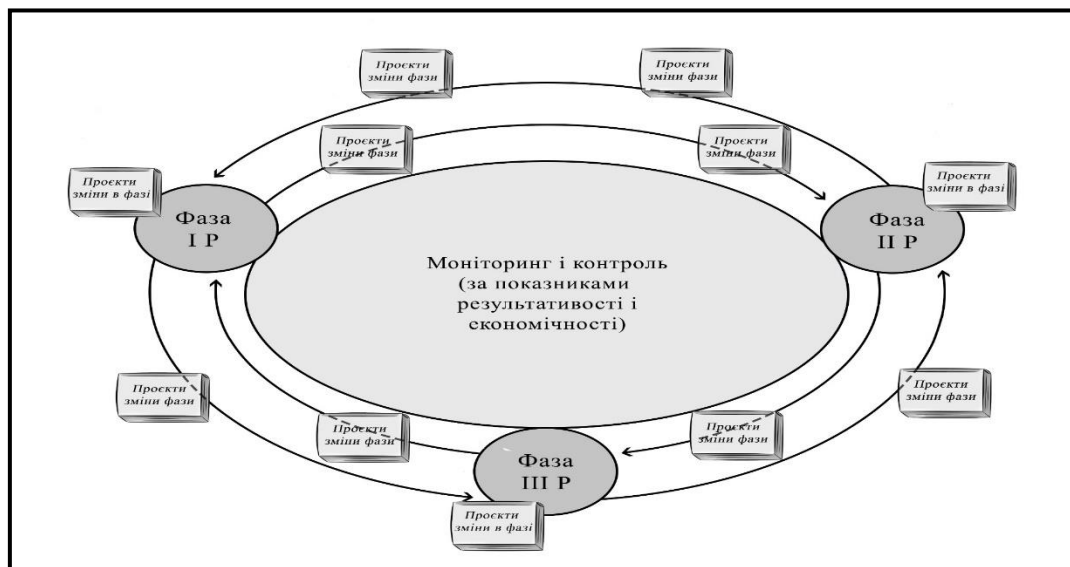 Проєкти
зміни фази
Проєкти
зміни фази
Проєкти
зміни фази
Проєкти
зміни фази
Проєкти
зміни в фазі
Проєкти
зміни в фазі
Фаза
І Р
Фаза
ІІ Р
Моніторинг і контроль
(за показниками
результативості і
економічності)
Проєкти
зміни фази
Проєкти
зміни фази
Проєкти
зміни фази
Проєкти
зміни фази
Фаза
ІІІ Р
Проєкти
зміни в фазі